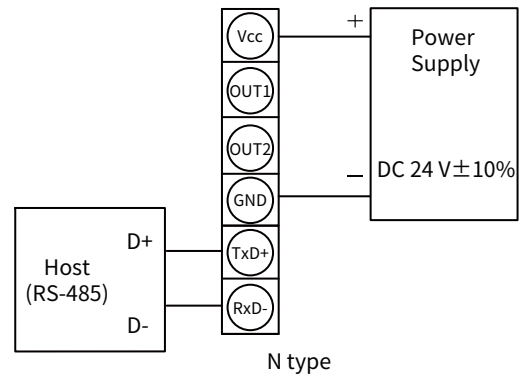 Vcc
OUT1
OUT2
GND
TxD+
RxD-
+
Power
Supply
−
DC 24 V±10%
Host
(RS-485)
D+
D-
N type